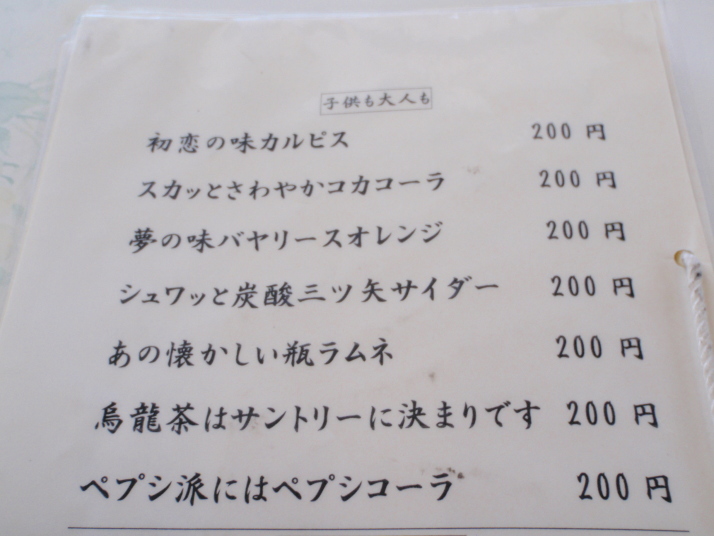 子供も大人も
初恋の味カルピス 200 円
スカッとさわやかコカコーラ 200 円
夢の味バヤリースオレンジ 200 円
シュワッと炭酸三ツ矢サイダー 200 円
あの懐かしい瓶ラムネ 200 円
烏龍茶はサントリーに決まりです 200 円
ペプシ派にはペプシコーラ 200 円